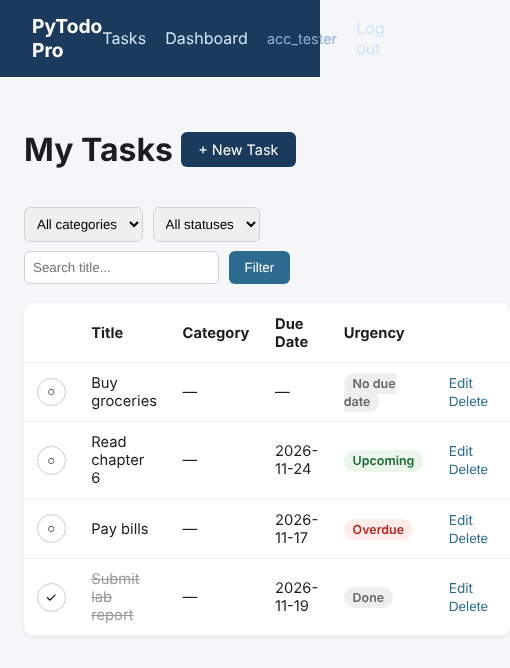 PyTodo Pro
Tasks
Dashboard
acc_tester
Log out
My Tasks
+ New Task
All categories
All statuses
Search title...
Filter
Title Category Due Date Urgency
Buy groceries — — No due date Edit Delete
Read chapter 6 — 2026-11-24 Upcoming Edit Delete
Pay bills — 2026-11-17 Overdue Edit Delete
Submit lab report — 2026-11-19 Done Edit Delete